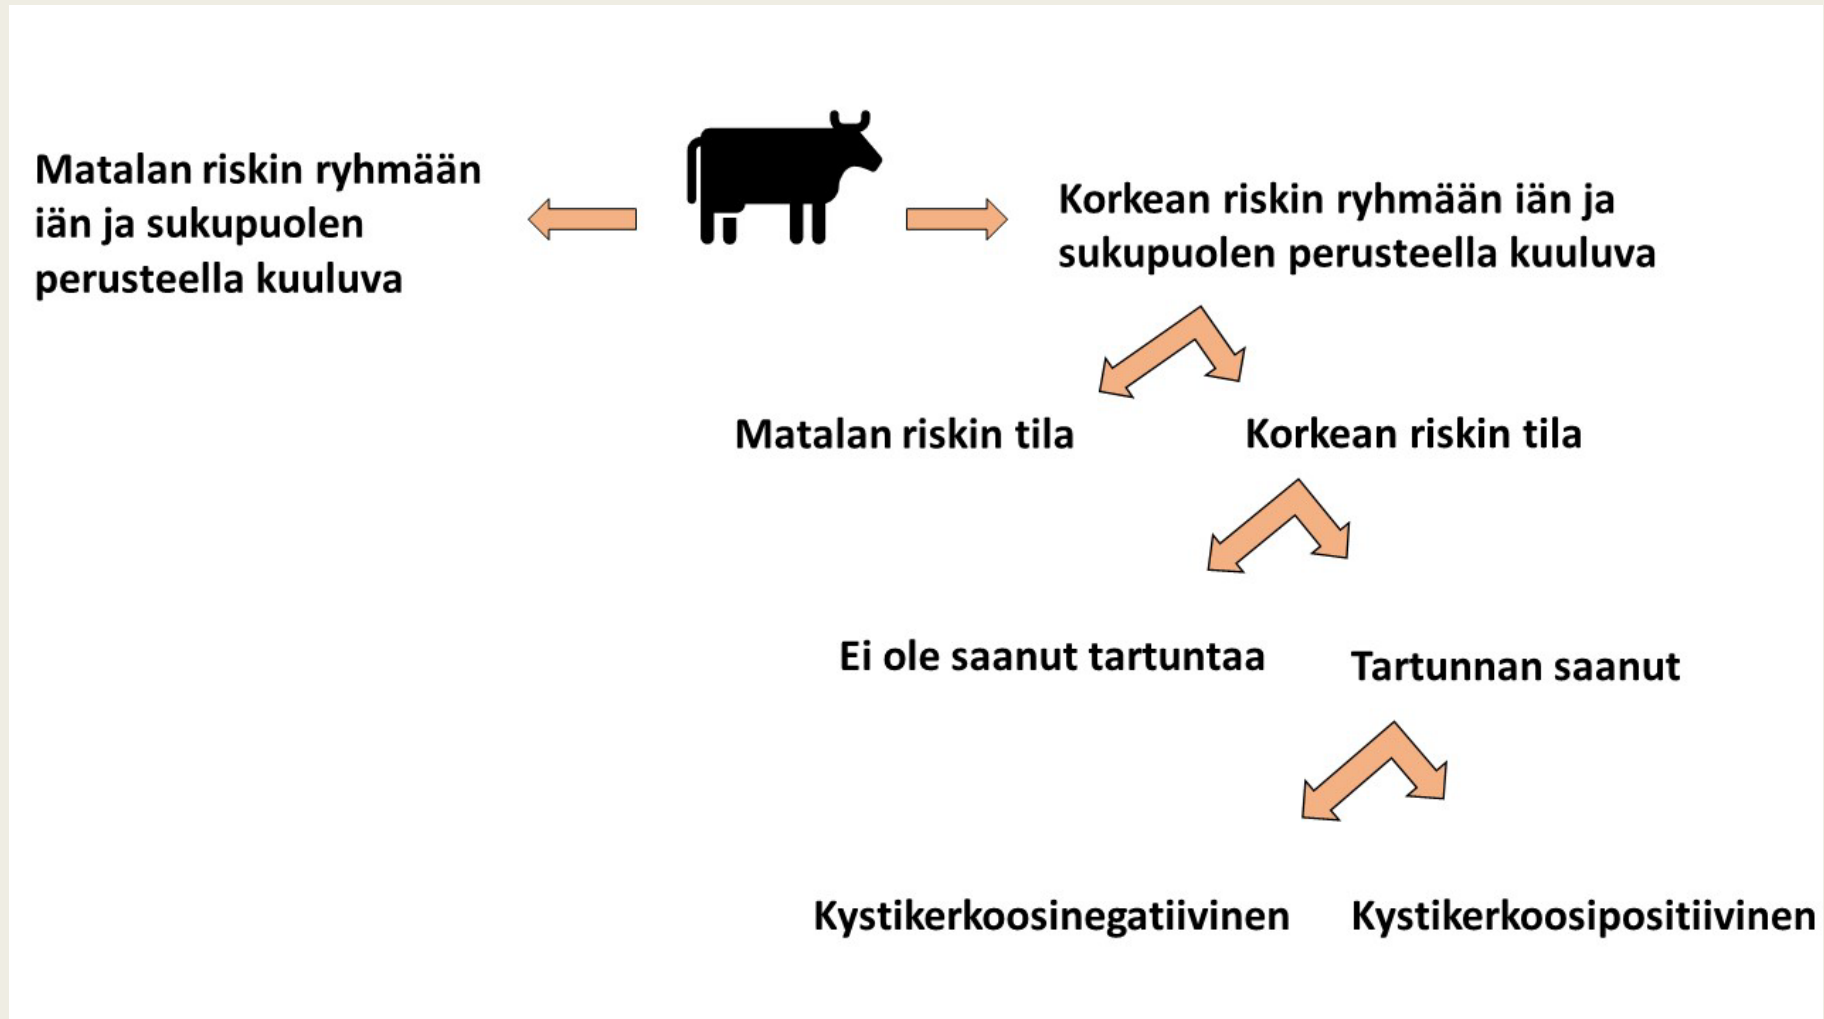 Matalan riskin ryhmään
iän ja sukupuolen
perusteella kuuluva
Korkean riskin ryhmään iän ja
sukupuolen perusteella kuuluva
Matalan riskin tila
Korkean riskin tila
Ei ole saanut tartuntaa
Tartunnan saanut
Kystikerkoosinegatiivinen
Kystikerkoosipositiivinen